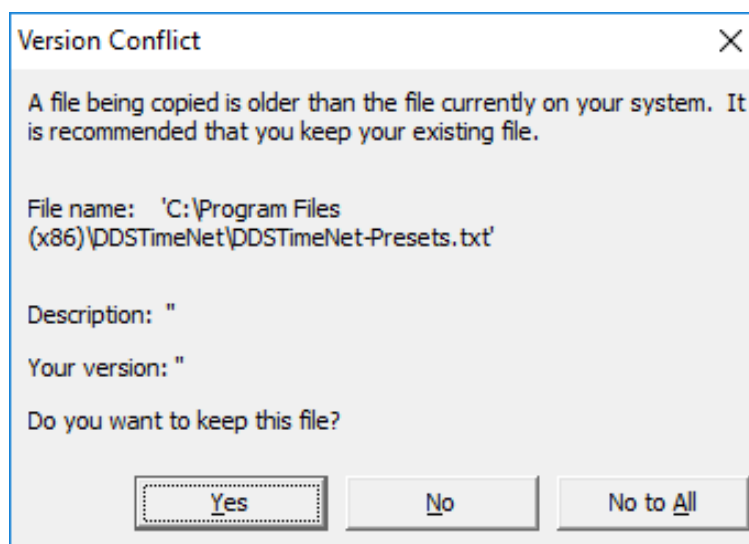 Version Conflict
A file being copied is older than the file currently on your system.  It
is recommended that you keep your existing file.
File name:    'C:\Program Files
(x86)\DDSTimeNet\DDSTimeNet-Presets.txt'
Description:  ''
Your version: ''
Do you want to keep this file?
Yes
No
No to All